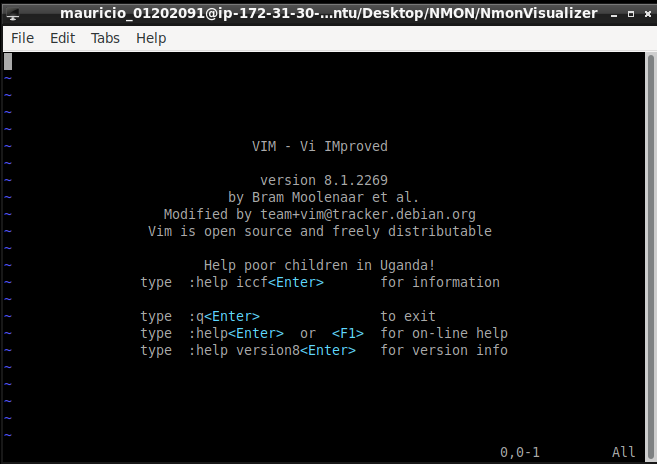 mauricio_01202091@ip-172-31-30-...ntu/Desktop/NMON/NmonVisualizer
File Edit Tabs Help
~
~
~
~
~ VIM - Vi IMproved
~
~ version 8.1.2269
~ by Bram Moolenaar et al.
~ Modified by team+vim@tracker.debian.org
~ Vim is open source and freely distributable
~
~ Help poor children in Uganda!
~ type :help iccf<Enter> for information
~
~ type :q<Enter> to exit
~ type :help<Enter> or <F1> for on-line help
~ type :help version8<Enter> for version info
~
~
~
~
~
0,0-1 All